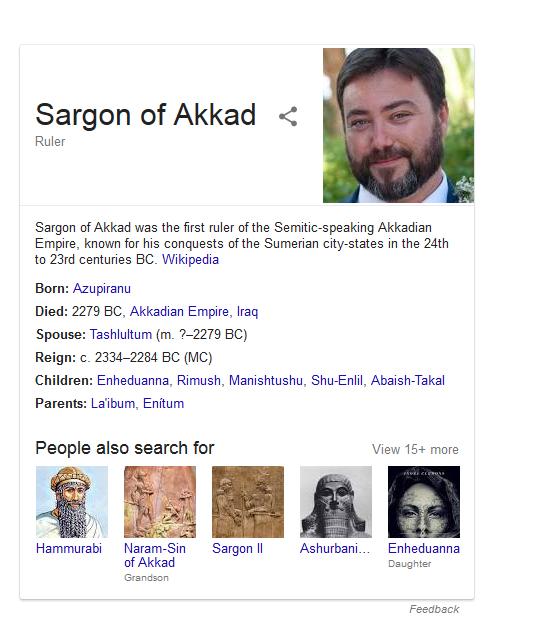 Sargon of Akkad
Ruler
Sargon of Akkad was the first ruler of the Semitic-speaking Akkadian
Empire, known for his conquests of the Sumerian city-states in the 24th
to 23rd centuries BC. Wikipedia
Born: Azupiranu
Died: 2279 BC, Akkadian Empire, Iraq
Spouse: Tashlultum (m. ?–2279 BC)
Reign: c. 2334–2284 BC (MC)
Children: Enheduanna, Rimush, Manishtushu, Shu-Enlil, Abaish-Takal
Parents: La'ibum, Enītum
People also search for
View 15+ more
Hammurabi
Naram-Sin
of Akkad
Grandson
Sargon II
Ashurbani...
Enheduanna
Daughter
Feedback